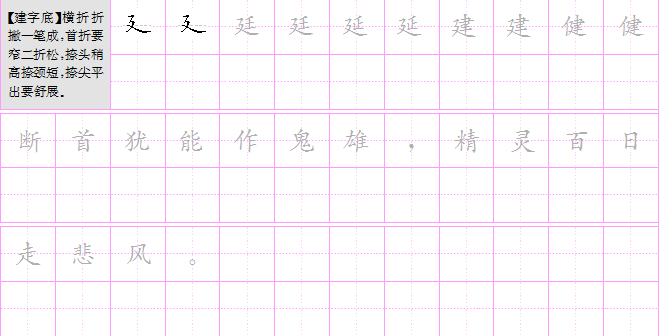 【建字底】横折折
撇一笔成,首折要
窄二折松,捺头稍
高捺颈短,捺尖平
出要舒展。
廴廴廷廷延延建建健健
断首犹能作鬼雄，精灵百日
走悲风。